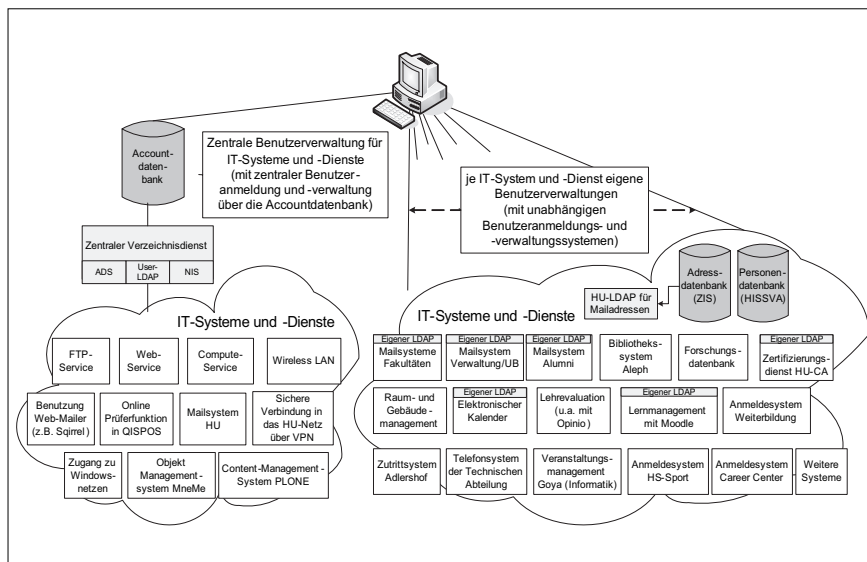 Account-
daten-
bank
Zentrale Benutzerverwaltung für
IT-Systeme und -Dienste
(mit zentraler Benutzer-
anmeldung und -verwaltung
über die Accountdatenbank)
je IT-System und -Dienst eigene
Benutzerverwaltungen
(mit unabhängigen
Benutzeranmeldungs- und
-verwaltungssystemen)
Zentraler Verzeichnisdienst
ADS
User-
LDAP
NIS
IT-Systeme und -Dienste
FTP-
Service
Web-
Service
Compute-
Service
Wireless LAN
Benutzung
Web-Mailer
(z.B. Sqirrel)
Online
Prüferfunktion
in QISPOS
Mailsystem
HU
Sichere
Verbindung in
das HU-Netz
über VPN
Zugang zu
Windows-
netzen
Objekt
Management-
system MneMe
Content-Management-
System PLONE
Adress-
datenbank
(ZIS)
Personen-
datenbank
(HISSVA)
HU-LDAP für
Mailadressen
IT-Systeme und -Dienste
Eigener LDAP
Mailsysteme
Fakultäten
Eigener LDAP
Mailsystem
Verwaltung/UB
Eigener LDAP
Mailsystem
Alumni
Bibliotheks-
system
Aleph
Forschungs-
datenbank
Eigener LDAP
Zertifizierungs-
dienst HU-CA
Raum- und
Gebäude-
management
Eigener LDAP
Elektronischer
Kalender
Lehrevaluation
(u.a. mit
Opinio)
Eigener LDAP
Lernmanagement
mit Moodle
Anmeldesystem
Weiterbildung
Zutrittsystem
Adlershof
Telefonsystem
der Technischen
Abteilung
Veranstaltungs-
management
Goya (Informatik)
Anmeldesystem
HS-Sport
Anmeldesystem
Career Center
Weitere
Systeme